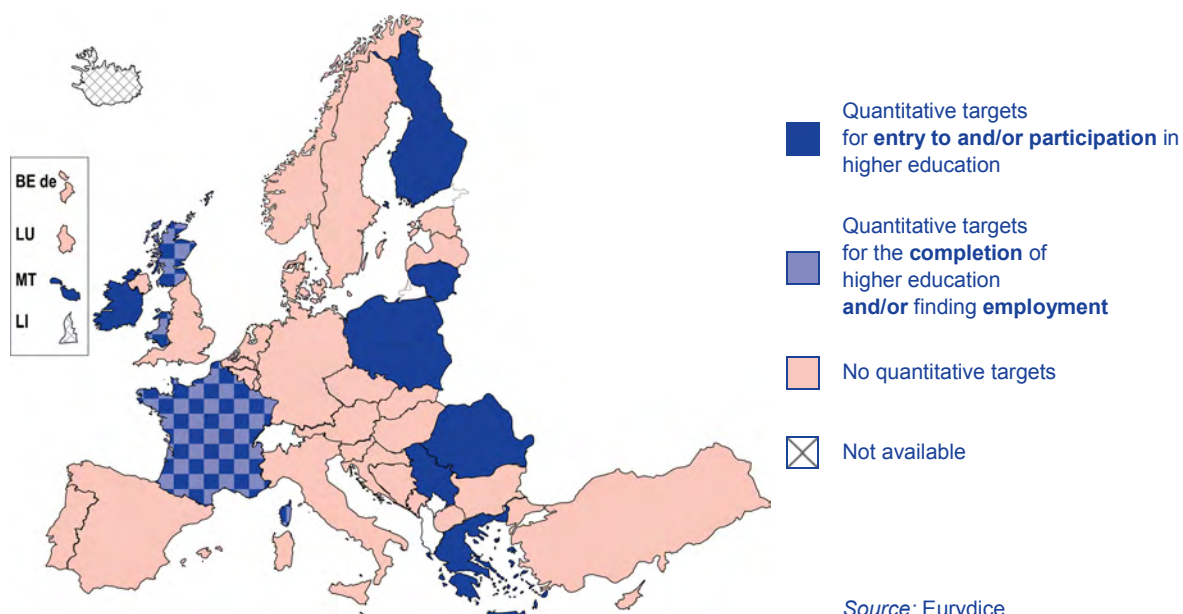 BE de
LU
MT
LI
Quantitative targets
for entry to and/or participation in
higher education
Quantitative targets
for the completion of
higher education
and/or finding employment
No quantitative targets
Not available
Source: Eurydice